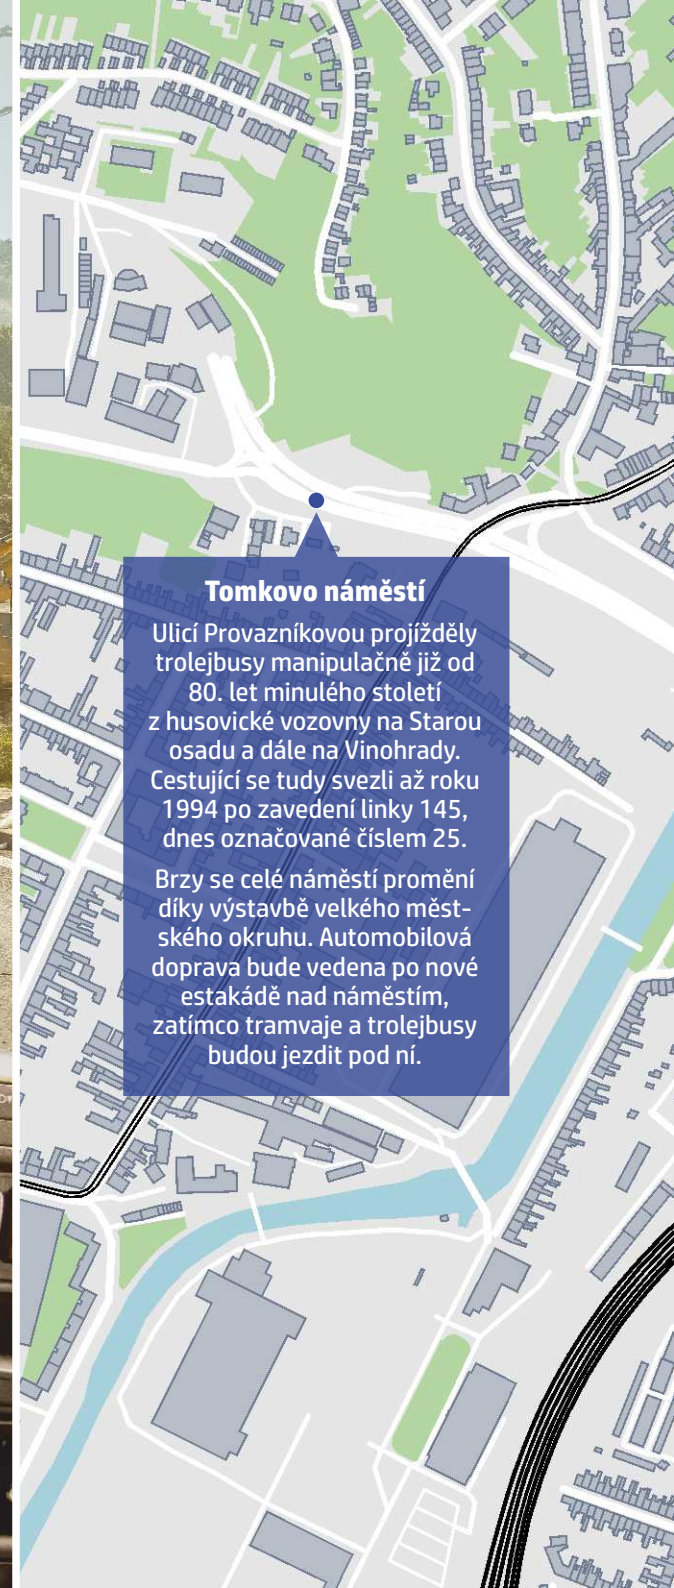 Tomkovo náměstí
Ulicí Provazníkovou projížděly
trolejbusy manipulačně již od
80. let minulého století
z husovické vozovny na Starou
osadu a dále na Vinohrady.
Cestující se tudy svezli až roku
1994 po zavedení linky 145,
dnes označované číslem 25.
Brzy se celé náměstí promění
díky výstavbě velkého měst-
ského okruhu. Automobilová
doprava bude vedena po nové
estakádě nad náměstím,
zatímco tramvaje a trolejbusy
budou jezdit pod ní.